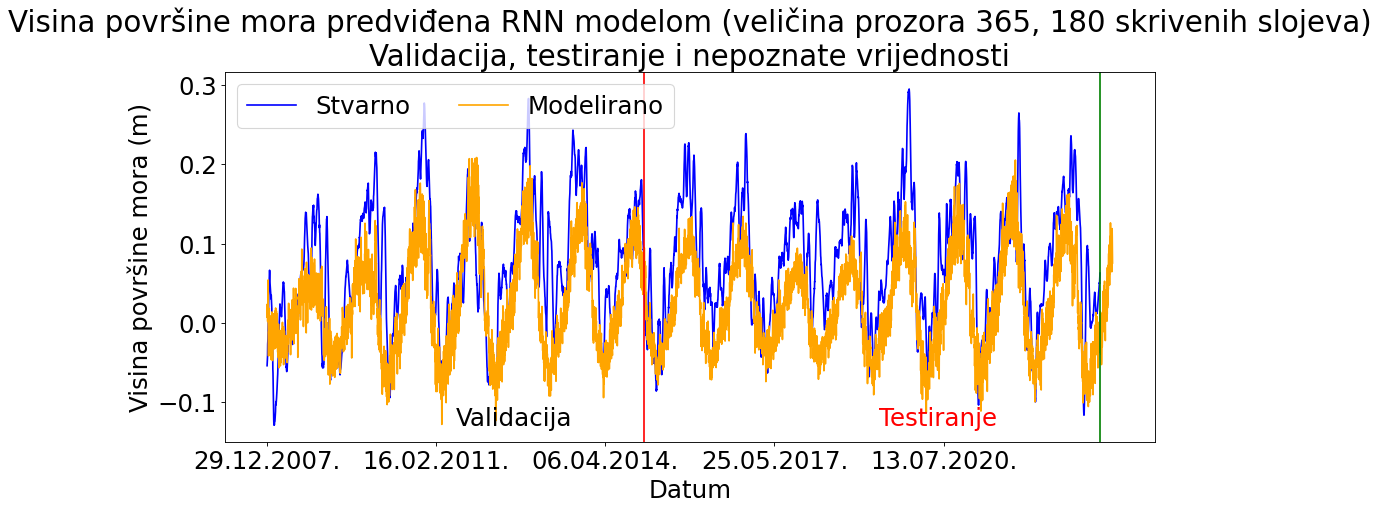 Visina površine mora predviđena RNN modelom (veličina prozora 365, 180 skrivenih slojeva)
Validacija, testiranje i nepoznate vrijednosti
Stvarno Modelirano
Visina površine mora (m)
0.3
0.2
0.1
0.0
−0.1
Validacija
Testiranje
29.12.2007. 16.02.2011. 06.04.2014. 25.05.2017. 13.07.2020.
Datum